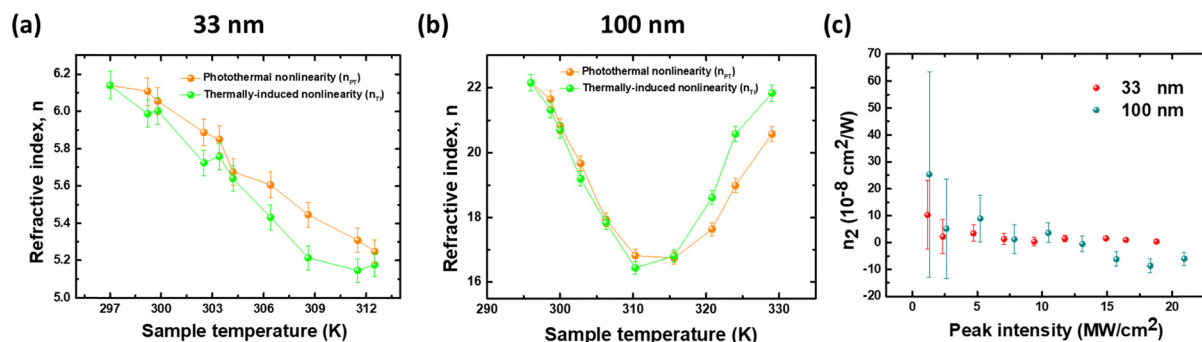 (a)
33 nm
Photothermal nonlinearity (nPT)
Thermally-induced nonlinearity (nTI)
Refractive index, n
6.2
6.0
5.8
5.6
5.4
5.2
5.0
297
300
303
306
309
312
Sample temperature (K)
(b)
100 nm
Photothermal nonlinearity (nPT)
Thermally-induced nonlinearity (nTI)
Refractive index, n
22
20
18
16
290
300
310
320
330
Sample temperature (K)
(c)
33 nm
100 nm
n2 (10-8 cm2/W)
70
60
50
40
30
20
10
0
-10
-20
0
5
10
15
20
Peak intensity (MW/cm2)